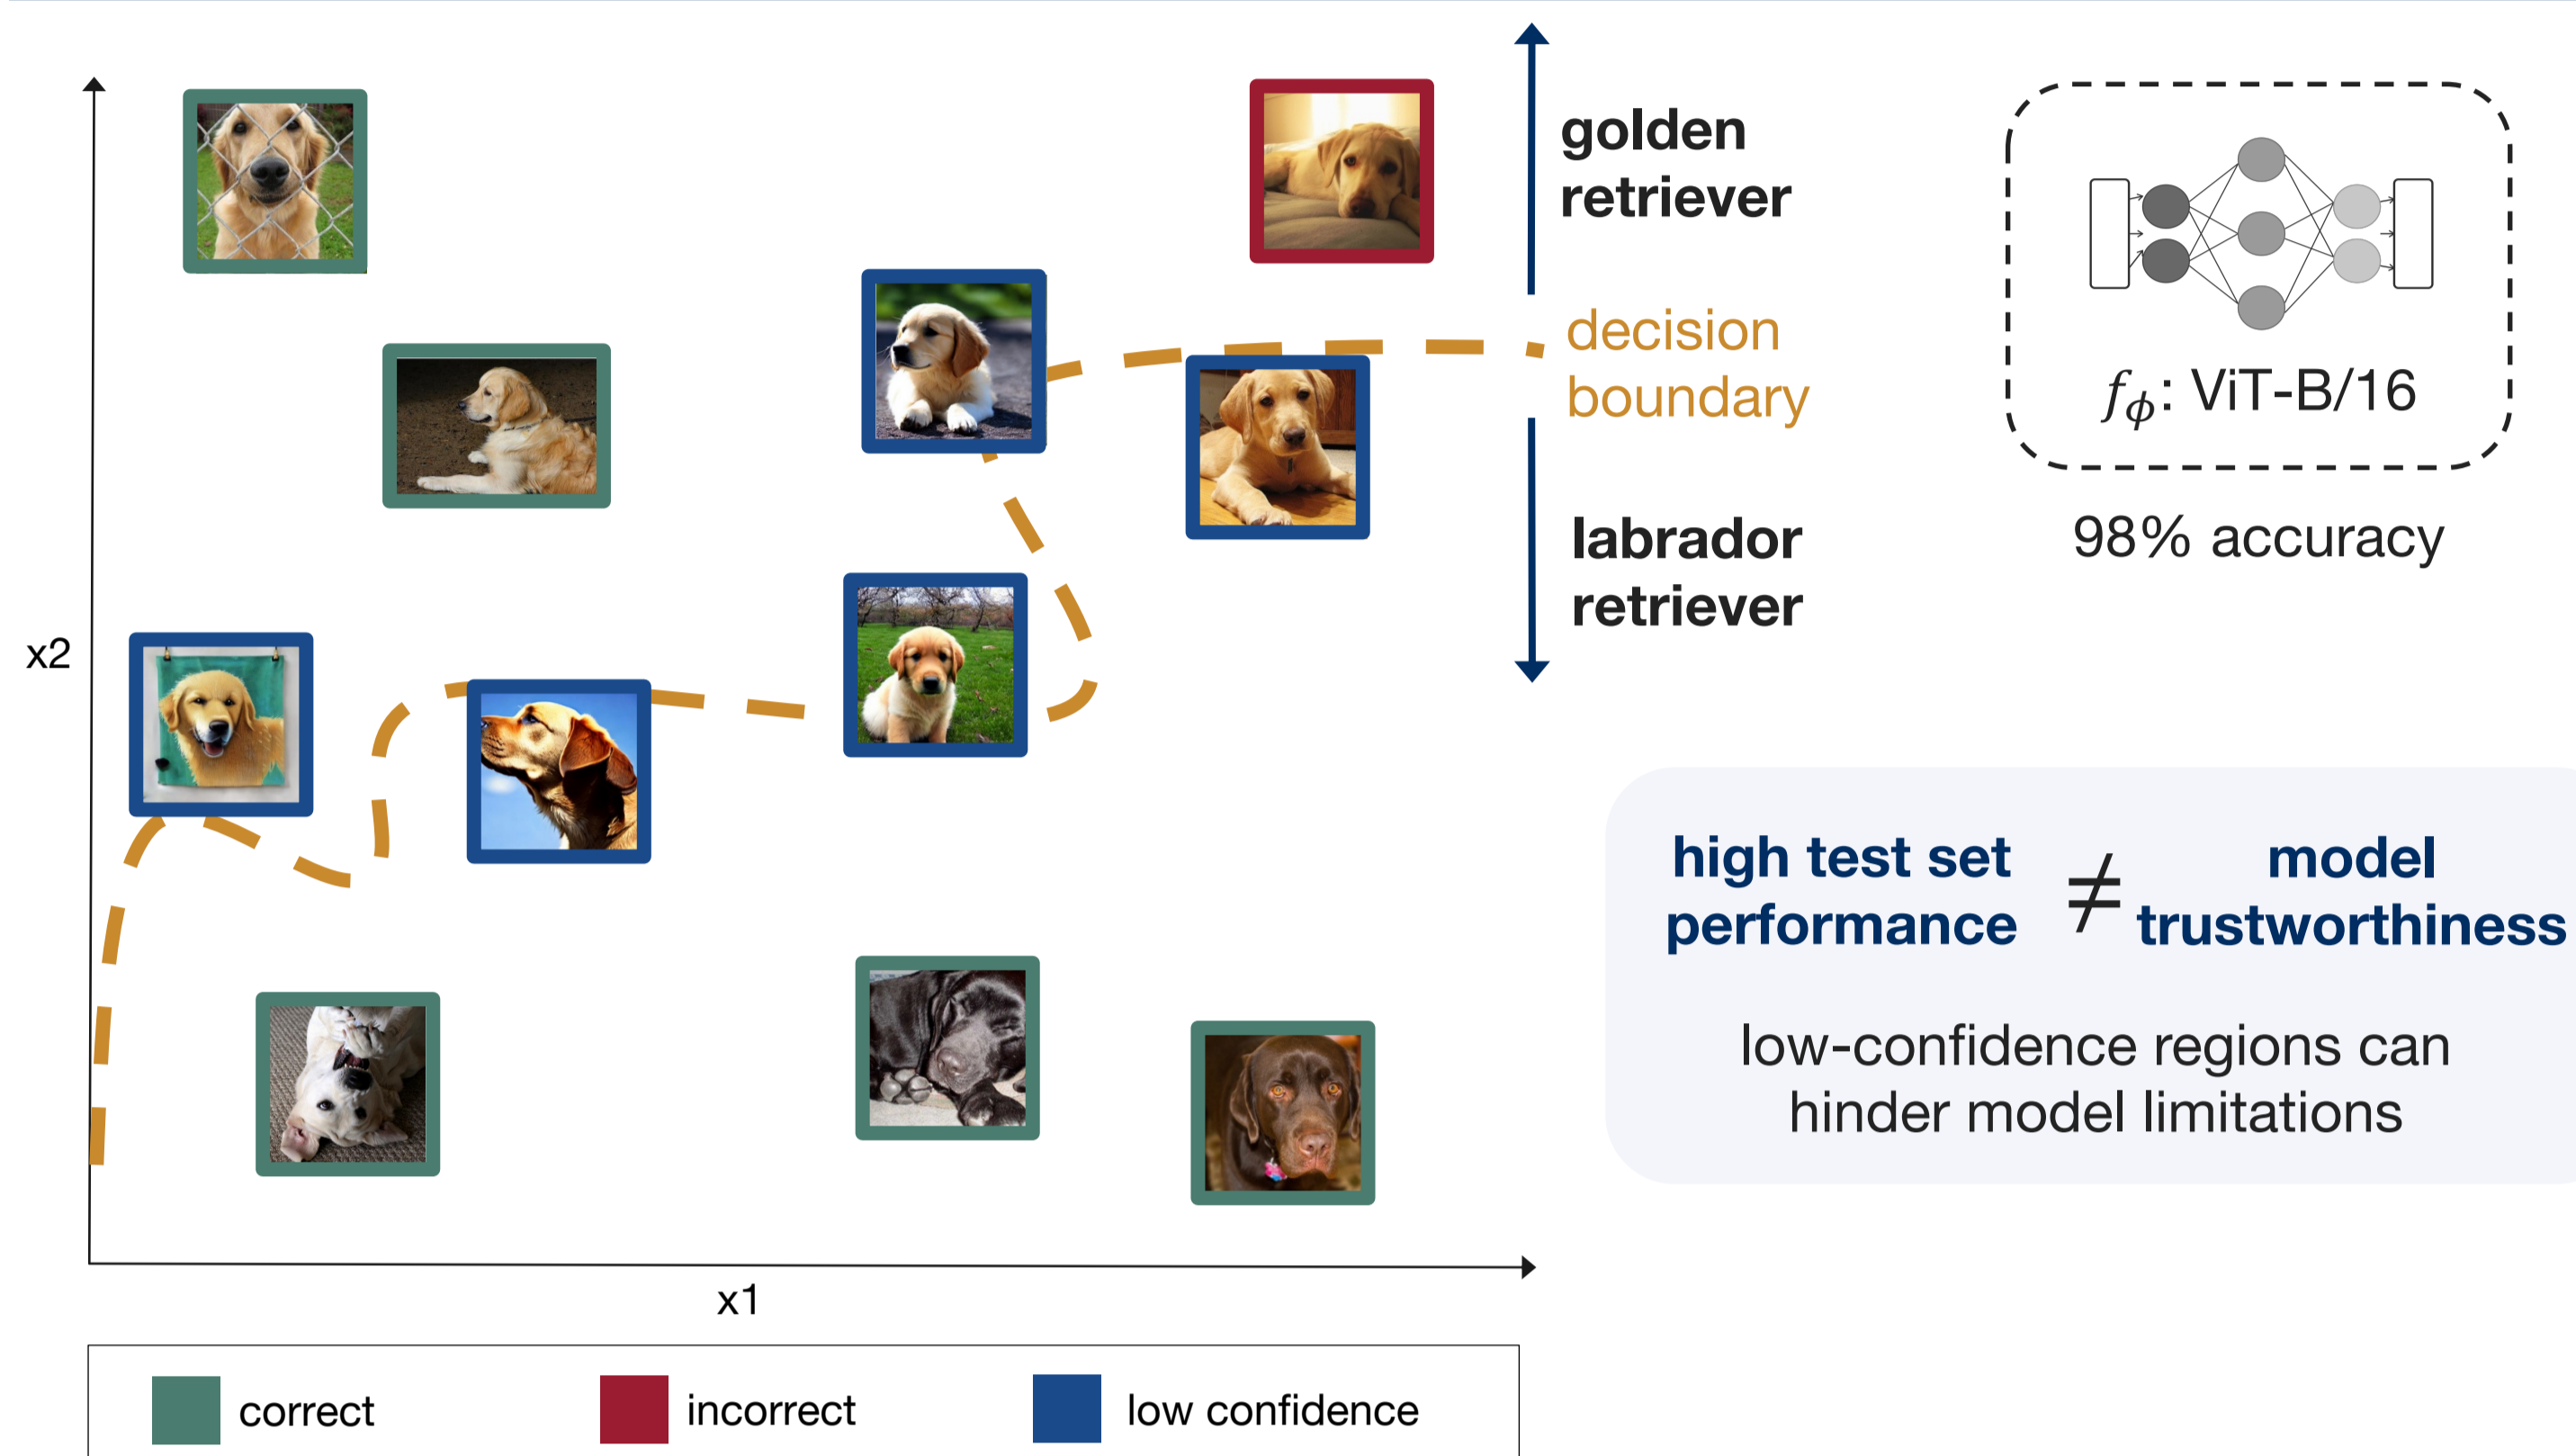 golden
retriever
decision
boundary
labrador
retriever
x2
x1
correct
incorrect
low confidence
fϕ: ViT-B/16
98% accuracy
high test set
performance
≠
model
trustworthiness
low-confidence regions can
hinder model limitations